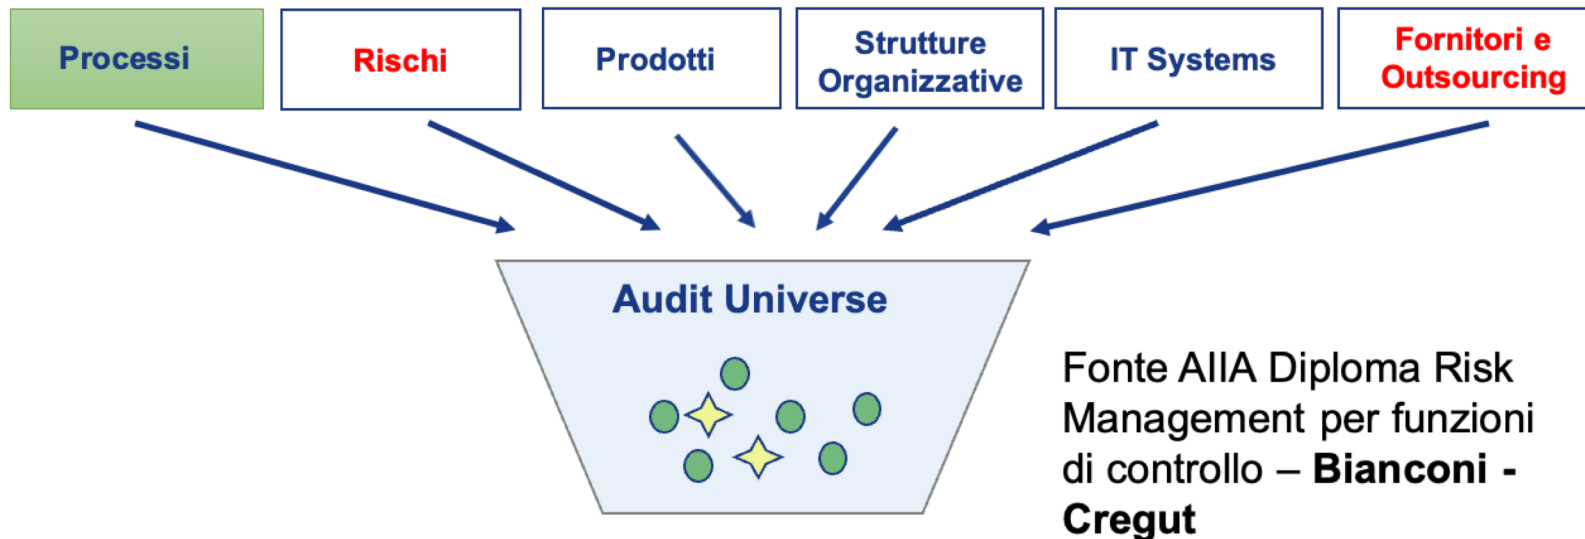 Processi
Rischi
Prodotti
Strutture
Organizzative
IT Systems
Fornitori e
Outsourcing
Audit Universe
Fonte AIIA Diploma Risk
Management per funzioni
di controllo – Bianconi -
Cregut